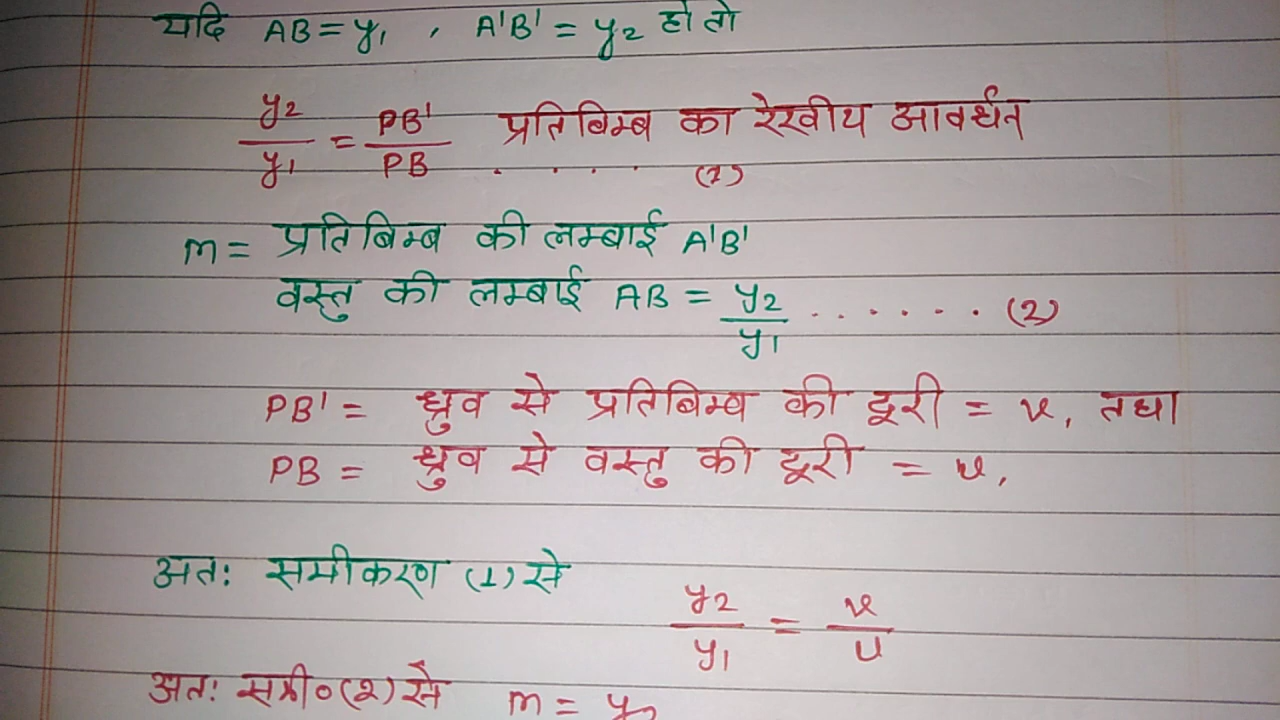 यदि AB = y₁ , A'B' = y₂ हो तो
y₂/y₁ = PB'/PB प्रतिबिम्ब का रेखीय आवर्धन
. . . . (1)
m = प्रतिबिम्ब की लम्बाई A'B'
वस्तु की लम्बाई AB = y₂/y₁ . . . . . . . (2)
PB' = ध्रुव से प्रतिबिम्ब की दूरी = v, तथा
PB = ध्रुव से वस्तु की दूरी = u,
अतः समीकरण (1) से
y₂/y₁ = v/u
अतः समी० (2) से m = y₂